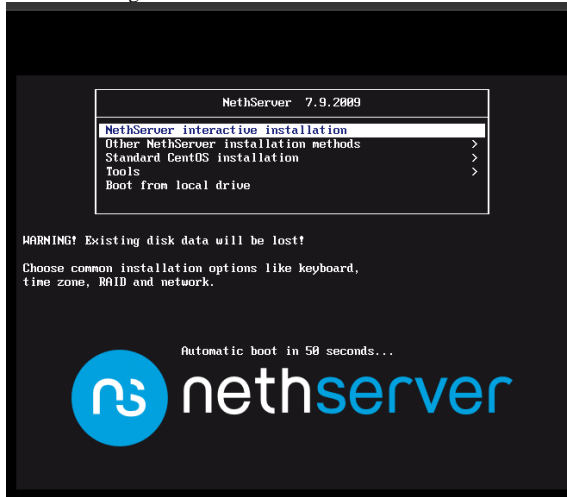 NethServer 7.9.2009
NethServer interactive installation
Other NethServer installation methods >
Standard CentOS installation >
Tools >
Boot from local drive
WARNING! Existing disk data will be lost!
Choose common installation options like keyboard,
time zone, RAID and network.
Automatic boot in 50 seconds...
ns nethserver